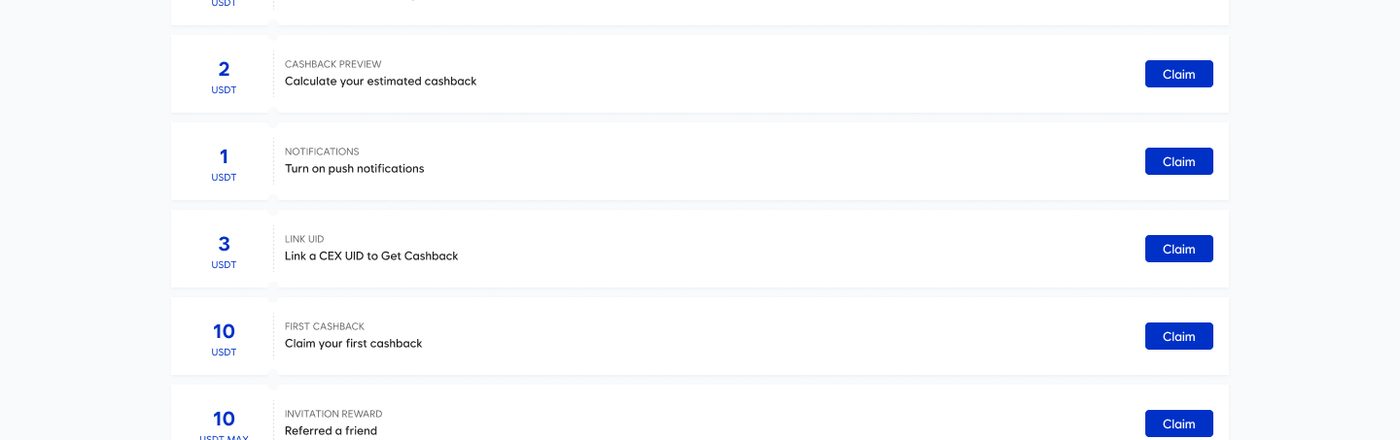 USDT
2
USDT
CASHBACK PREVIEW
Calculate your estimated cashback
Claim
1
USDT
NOTIFICATIONS
Turn on push notifications
Claim
3
USDT
LINK UID
Link a CEX UID to Get Cashback
Claim
10
USDT
FIRST CASHBACK
Claim your first cashback
Claim
10
USDT MAX
INVITATION REWARD
Referred a friend
Claim